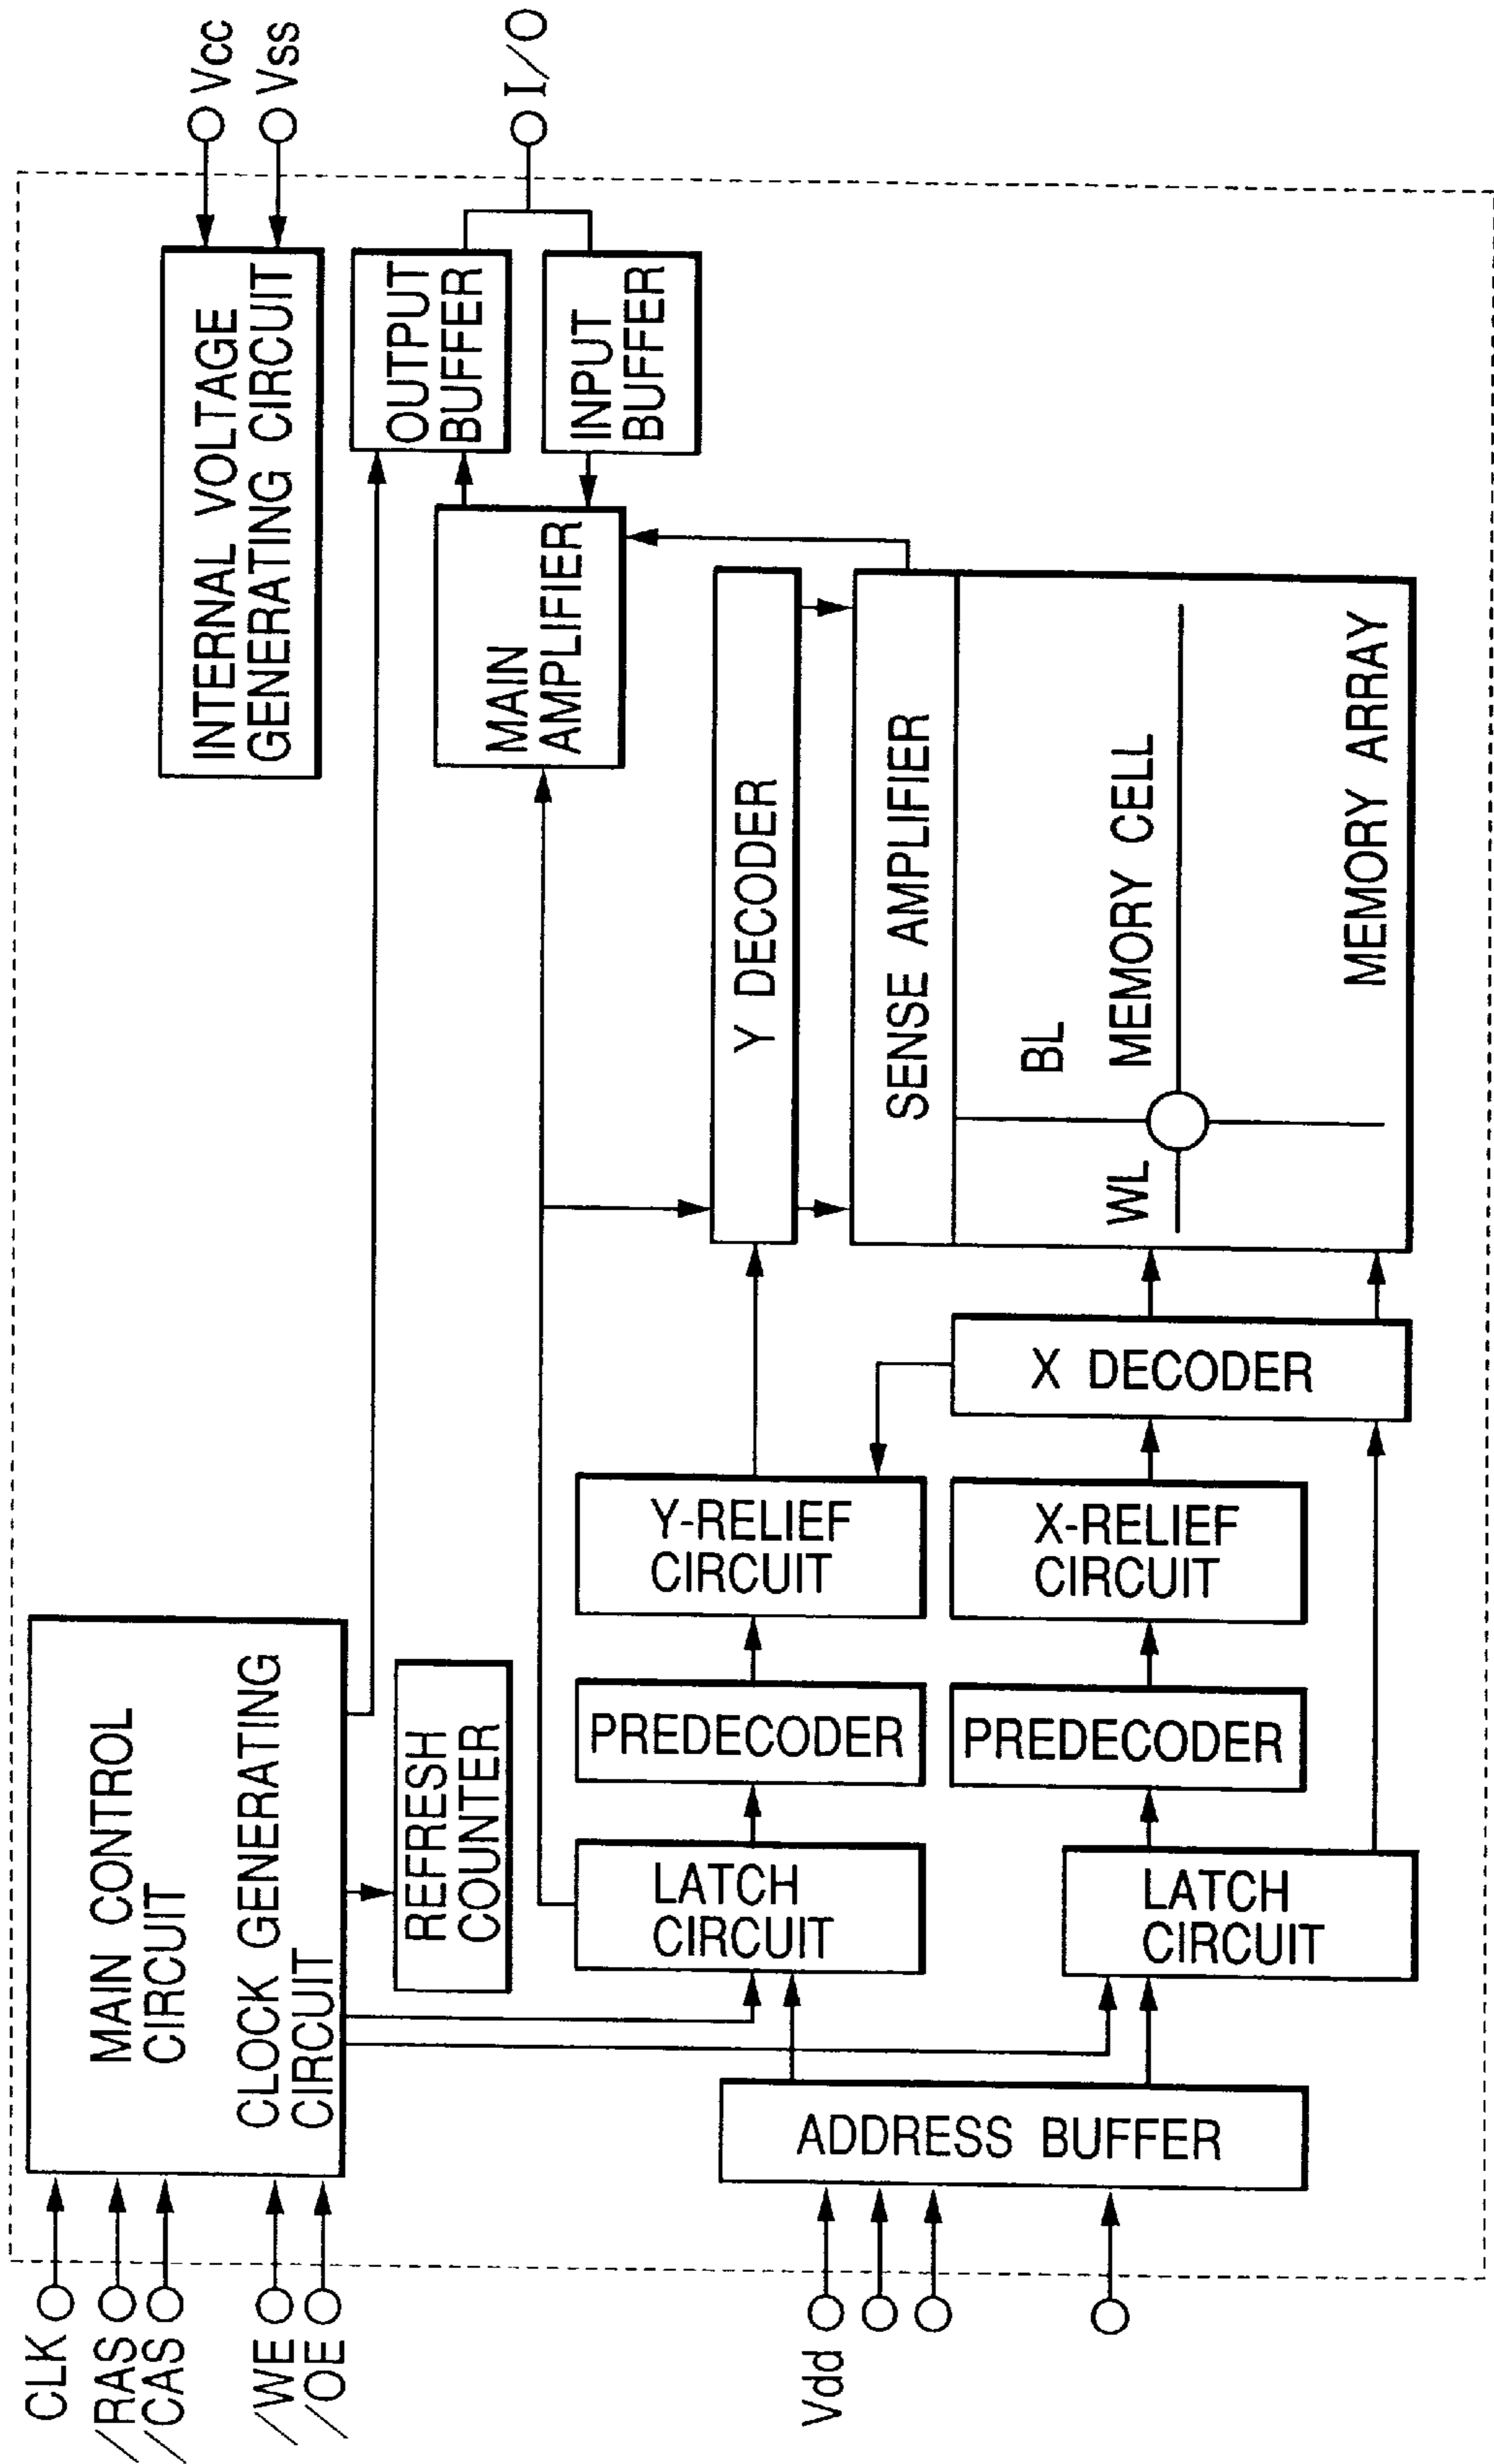 CLK
/RAS
/CAS
/WE
/OE
MAIN CONTROL
CIRCUIT
CLOCK GENERATING
CIRCUIT
REFRESH
COUNTER
INTERNAL VOLTAGE
GENERATING CIRCUIT
Vcc
Vss
OUTPUT
BUFFER
INPUT
BUFFER
I/O
MAIN
AMPLIFIER
Vdd
ADDRESS BUFFER
LATCH
CIRCUIT
PREDECODER
Y-RELIEF
CIRCUIT
Y DECODER
LATCH
CIRCUIT
PREDECODER
X-RELIEF
CIRCUIT
X DECODER
SENSE AMPLIFIER
BL
WL
MEMORY CELL
MEMORY ARRAY